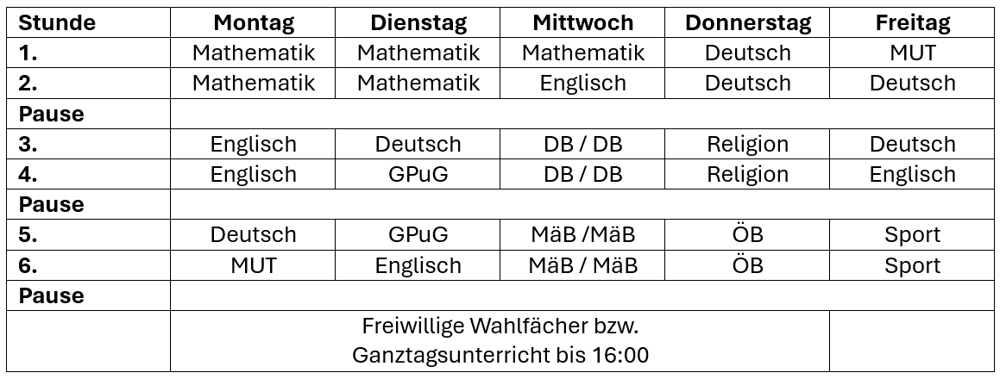 Stunde Montag Dienstag Mittwoch Donnerstag Freitag
1. Mathematik Mathematik Mathematik Deutsch MUT
2. Mathematik Mathematik Englisch Deutsch Deutsch
Pause
3. Englisch Deutsch DB / DB Religion Deutsch
4. Englisch GPuG DB / DB Religion Englisch
Pause
5. Deutsch GPuG MäB /MäB ÖB Sport
6. MUT Englisch MäB / MäB ÖB Sport
Pause
Freiwillige Wahlfächer bzw.
Ganztagsunterricht bis 16:00